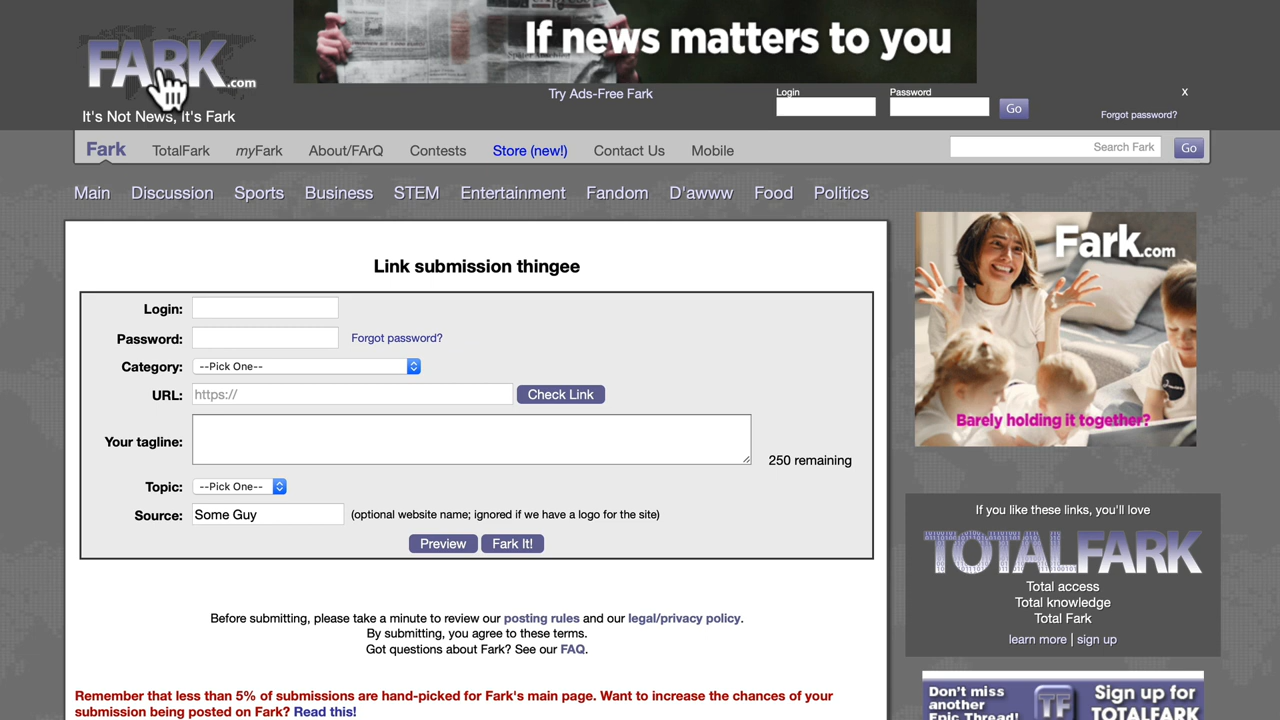 If news matters to you
FARK.com
It's Not News, It's Fark
Try Ads-Free Fark
Login
Password
Go
X
Forgot password?
Fark
TotalFark
myFark
About/FArQ
Contests
Store (new!)
Contact Us
Mobile
Search Fark
Go
Main
Discussion
Sports
Business
STEM
Entertainment
Fandom
D'awww
Food
Politics
Link submission thingee
Login:
Password:
Forgot password?
Category:
--Pick One--
URL:
https://
Check Link
Your tagline:
250 remaining
Topic:
--Pick One--
Source:
Some Guy
(optional website name; ignored if we have a logo for the site)
Preview
Fark It!
Before submitting, please take a minute to review our posting rules and our legal/privacy policy.
By submitting, you agree to these terms.
Got questions about Fark? See our FAQ.
Remember that less than 5% of submissions are hand-picked for Fark's main page. Want to increase the chances of your
submission being posted on Fark? Read this!
Fark.com
Barely holding it together?
If you like these links, you'll love
TOTALFARK
Total access
Total knowledge
Total Fark
learn more | sign up
Don't miss
another
Epic Thread!
TF
Sign up for
TOTALFARK